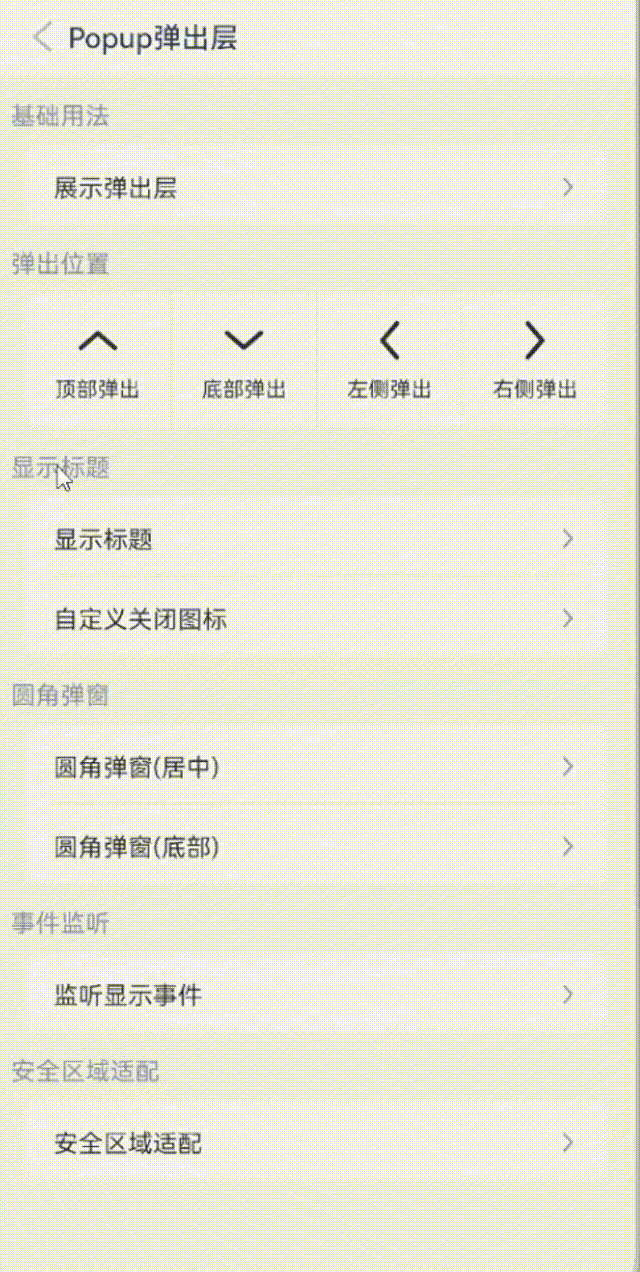 Popup弹出层
基础用法
展示弹出层
弹出位置
顶部弹出 底部弹出 左侧弹出 右侧弹出
显示标题
显示标题
自定义关闭图标
圆角弹窗
圆角弹窗(居中)
圆角弹窗(底部)
事件监听
监听显示事件
安全区域适配
安全区域适配